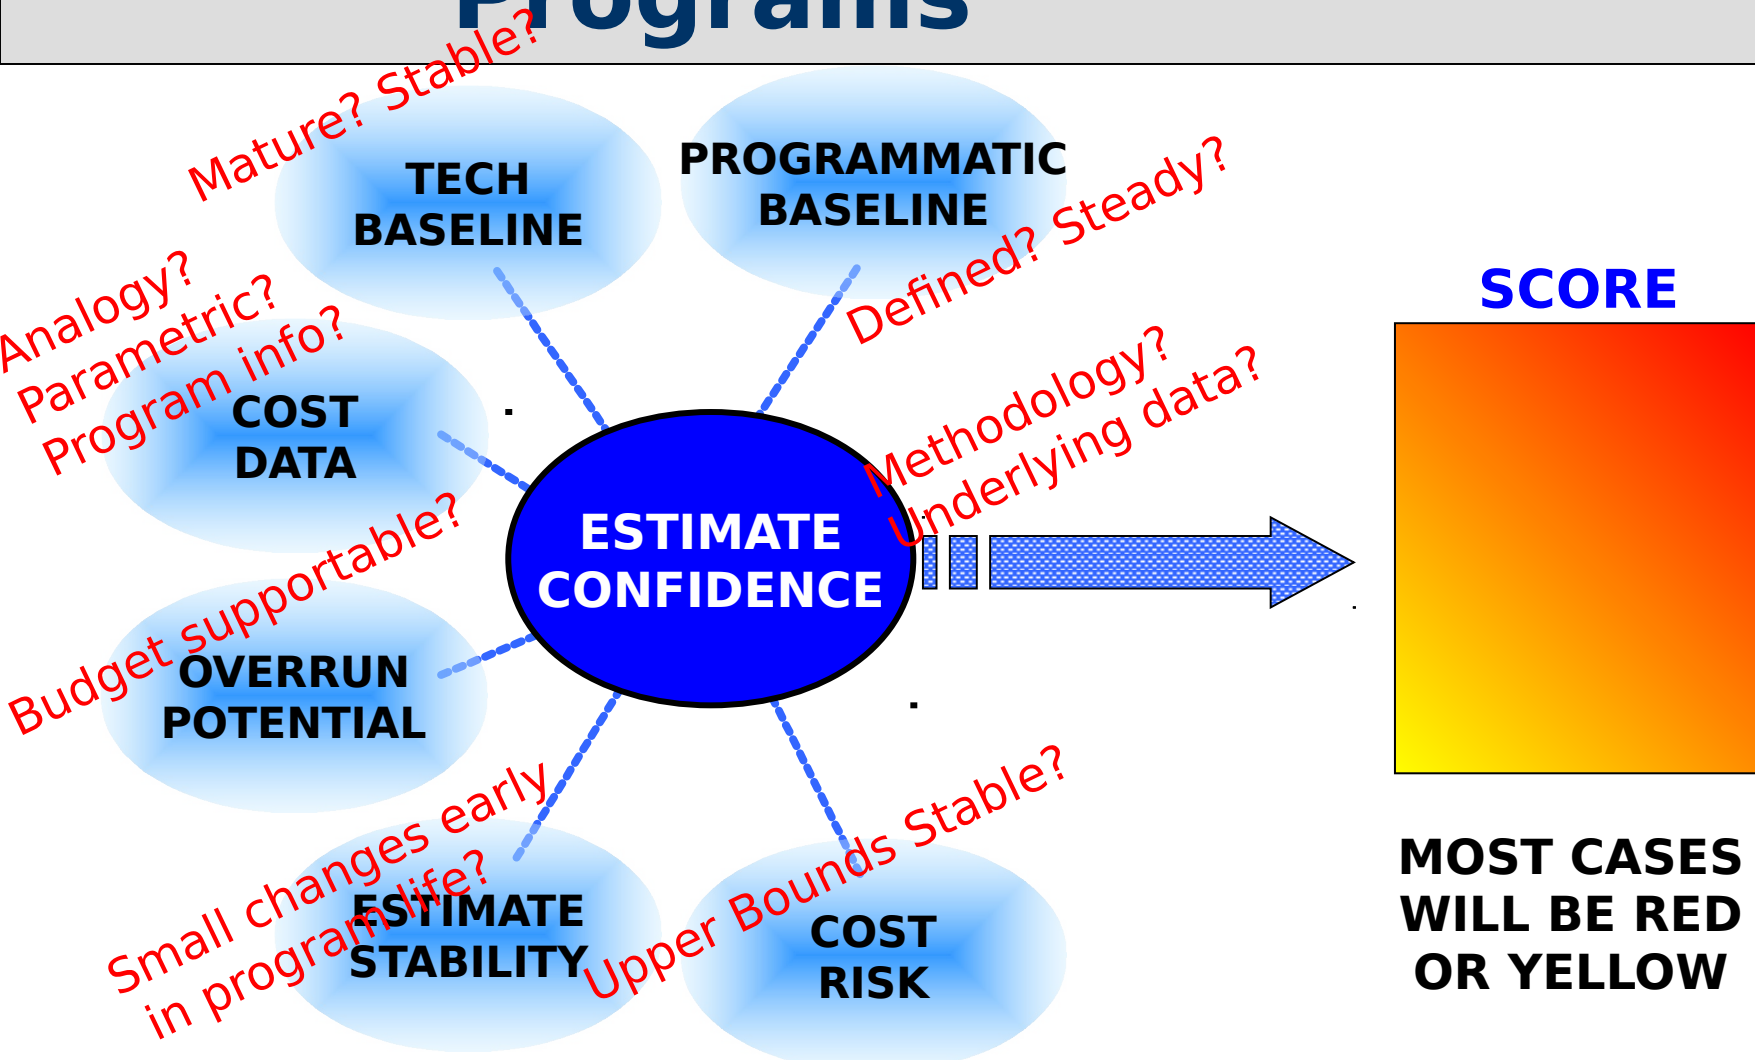 Programs
Mature? Stable?
TECH
BASELINE
PROGRAMMATIC
BASELINE
Defined? Steady?
Analogy?
Parametric?
Program info?
COST
DATA
Methodology?
Underlying data?
SCORE
ESTIMATE
CONFIDENCE
Budget supportable?
OVERRUN
POTENTIAL
Small changes early
in program life?
ESTIMATE
STABILITY
Upper Bounds Stable?
COST
RISK
MOST CASES
WILL BE RED
OR YELLOW